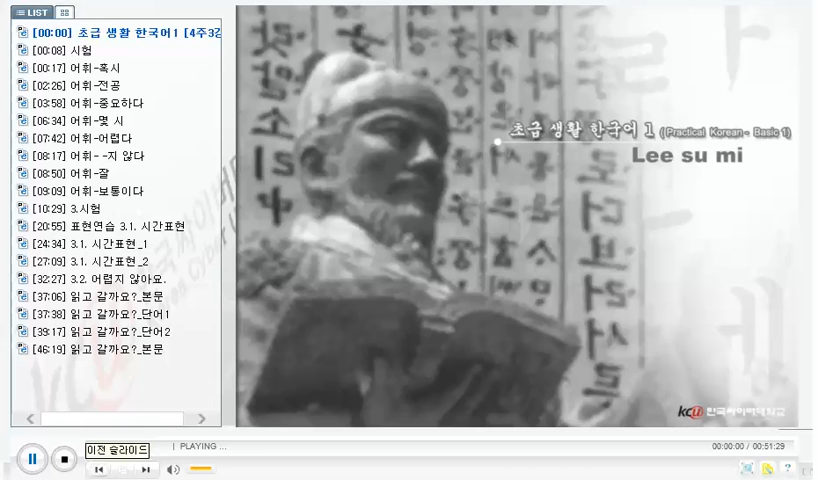 LIST
[00:00] 초급 생활 한국어1 [4주3강
[00:08] 시험
[00:17] 어휘-혹시
[02:26] 어휘-전공
[03:58] 어휘-중요하다
[06:34] 어휘-몇 시
[07:42] 어휘-어렵다
[08:17] 어휘- -지 않다
[08:50] 어휘-잘
[09:09] 어휘-보통이다
[10:29] 3.시험
[20:55] 표현연습 3.1. 시간표현
[24:34] 3.1. 시간표현_1
[27:09] 3.1. 시간표현_2
[32:27] 3.2. 어렵지 않아요.
[37:06] 읽고 갈까요?_본문
[37:38] 읽고 갈까요?_단어1
[39:17] 읽고 갈까요?_단어2
[46:19] 읽고 갈까요?_본문
초급 생활 한국어 1 (Practical Korean - Basic 1)
Lee su mi
kcu 한국싸이버대학교
이전 슬라이드
PLAYING ...
00:00:00 / 00:51:29